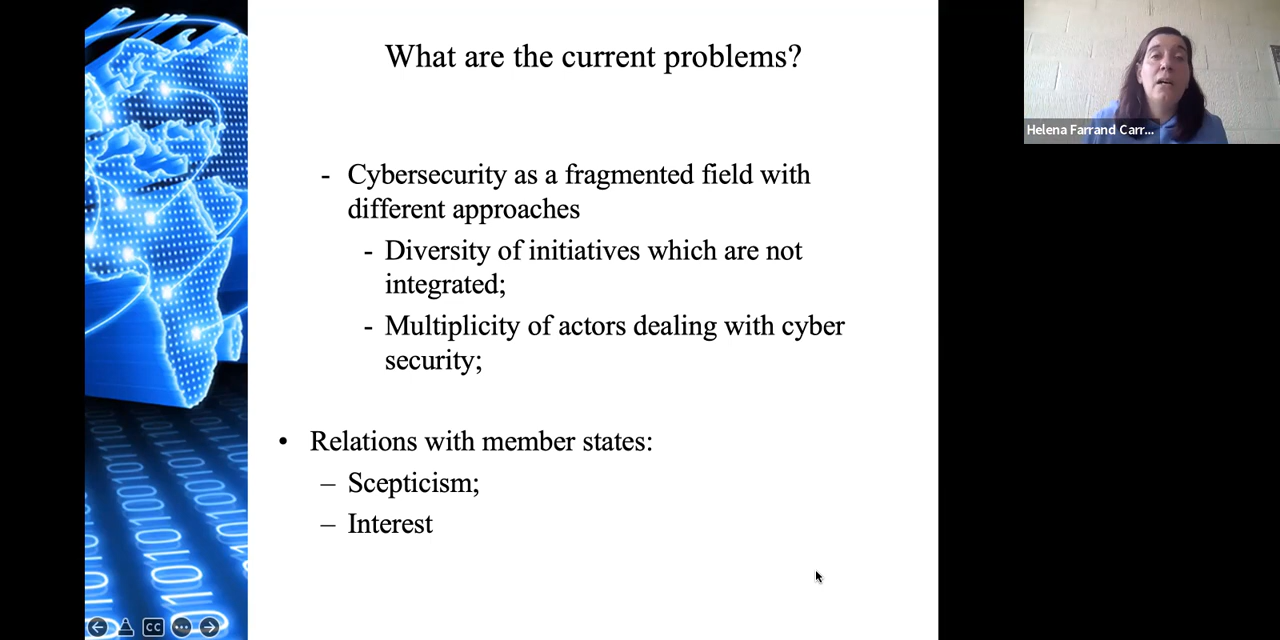 What are the current problems?
Helena Farrand Carr...
- Cybersecurity as a fragmented field with
different approaches
- Diversity of initiatives which are not
integrated;
- Multiplicity of actors dealing with cyber
security;
• Relations with member states:
– Scepticism;
– Interest
CC